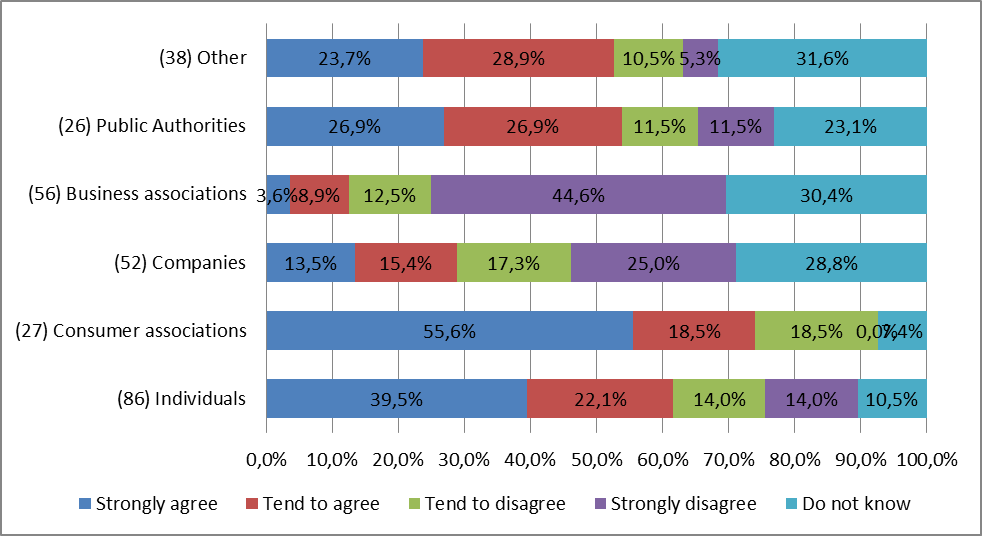 (38) Other 23,7% 28,9% 10,5% 5,3% 31,6%
(26) Public Authorities 26,9% 26,9% 11,5% 11,5% 23,1%
(56) Business associations 3,6% 8,9% 12,5% 44,6% 30,4%
(52) Companies 13,5% 15,4% 17,3% 25,0% 28,8%
(27) Consumer associations 55,6% 18,5% 18,5% 0,0% 7,4%
(86) Individuals 39,5% 22,1% 14,0% 14,0% 10,5%
0,0% 10,0% 20,0% 30,0% 40,0% 50,0% 60,0% 70,0% 80,0% 90,0% 100,0%
Strongly agree Tend to agree Tend to disagree Strongly disagree Do not know